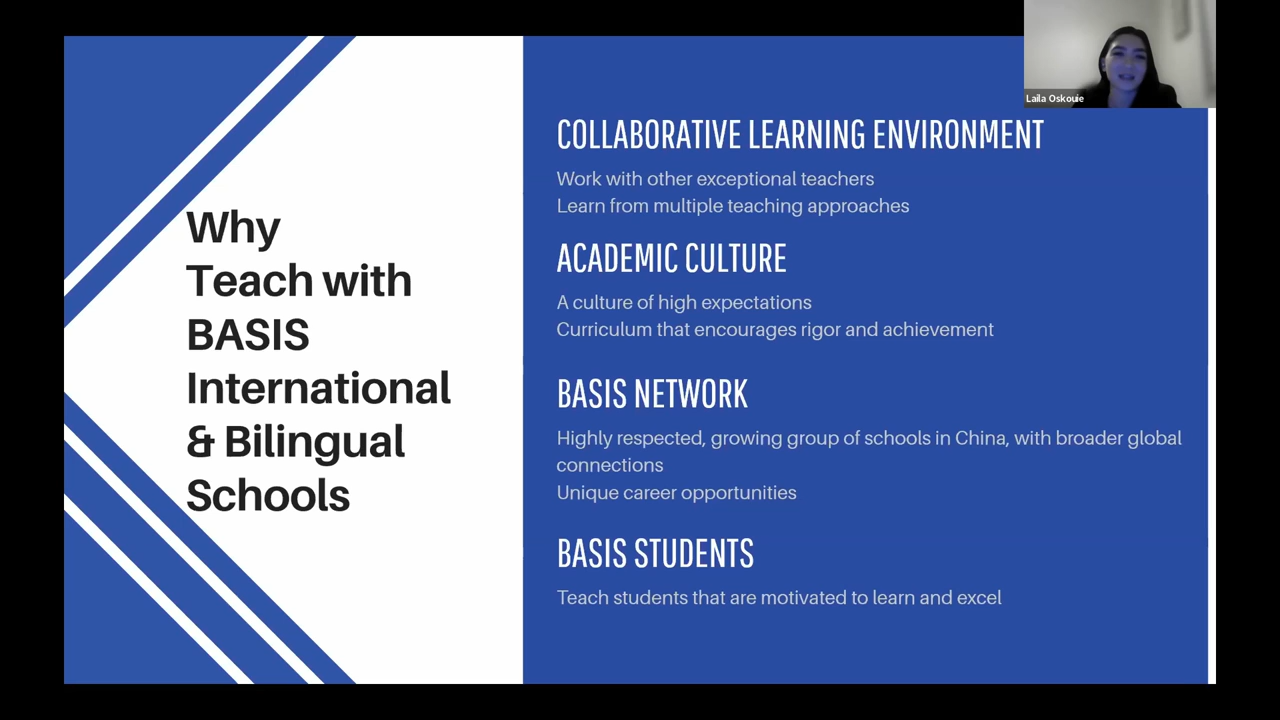 Laila Oskouie
Why
Teach with
BASIS
International
& Bilingual
Schools
COLLABORATIVE LEARNING ENVIRONMENT
Work with other exceptional teachers
Learn from multiple teaching approaches
ACADEMIC CULTURE
A culture of high expectations
Curriculum that encourages rigor and achievement
BASIS NETWORK
Highly respected, growing group of schools in China, with broader global
connections
Unique career opportunities
BASIS STUDENTS
Teach students that are motivated to learn and excel